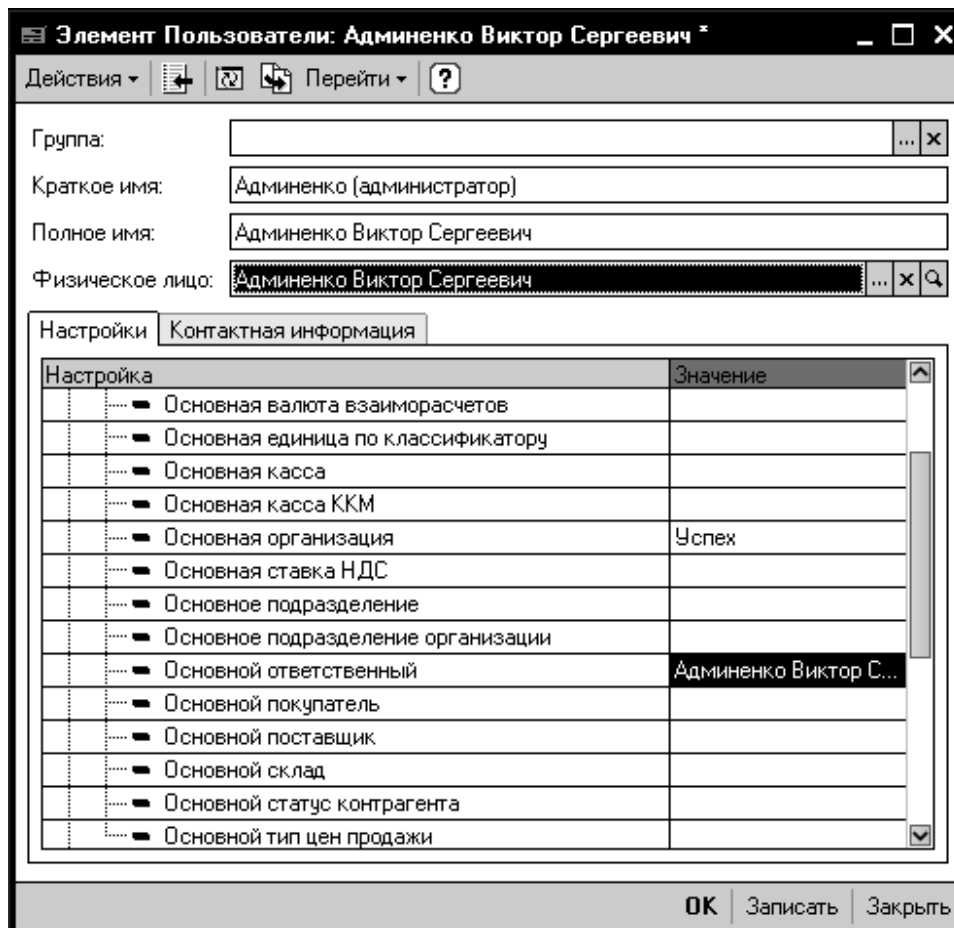 Элемент Пользователи: Админенко Виктор Сергеевич *
Действия Перейти ?
Группа: ...
Краткое имя: Админенко (администратор)
Полное имя: Админенко Виктор Сергеевич
Физическое лицо: Админенко Виктор Сергеевич ...
Настройки Контактная информация
Настройка Значение
Основная валюта взаиморасчетов
Основная единица по классификатору
Основная касса
Основная касса ККМ
Основная организация Успех
Основная ставка НДС
Основное подразделение
Основное подразделение организации
Основной ответственный Админенко Виктор С...
Основной покупатель
Основной поставщик
Основной склад
Основной статус контрагента
Основной тип цен продажи
OK Записать Закрыть